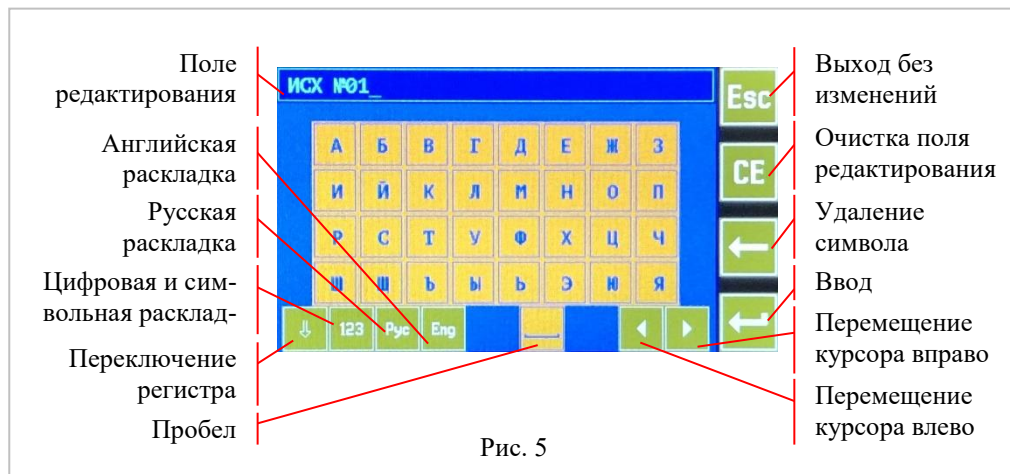 Поле
редактирования
Английская
раскладка
Русская
раскладка
Цифровая и сим-
вольная расклад-
Переключение
регистра
Пробел
ИСХ №01_
А Б В Г Д Е Ж З
И Й К Л М Н О П
Р С Т У Ф Х Ц Ч
Ш Щ Ъ Ы Ь Э Ю Я
123 Рус Eng
Esc
CE
Выход без
изменений
Очистка поля
редактирования
Удаление
символа
Ввод
Перемещение
курсора вправо
Перемещение
курсора влево
Рис. 5